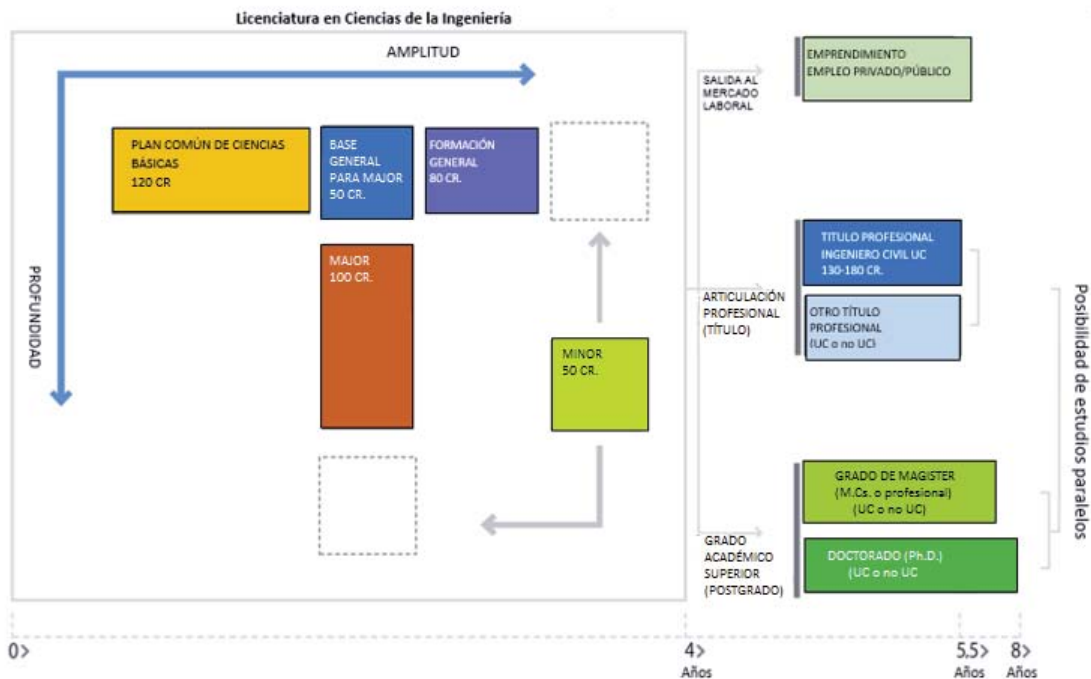 Licenciatura en Ciencias de la Ingeniería
AMPLITUD
PROFUNDIDAD
PLAN COMÚN DE CIENCIAS
BÁSICAS
120 CR
BASE
GENERAL
PARA MAJOR
50 CR.
FORMACIÓN
GENERAL
80 CR.
MAJOR
100 CR.
MINOR
50 CR.
SALIDA AL
MERCADO
LABORAL
EMPRENDIMIENTO
EMPLEO PRIVADO/PÚBLICO
ARTICULACIÓN
PROFESIONAL
(TÍTULO)
TITULO PROFESIONAL
INGENIERO CIVIL UC
130-180 CR.
OTRO TÍTULO
PROFESIONAL
(UC o no UC)
GRADO
ACADÉMICO
SUPERIOR
(POSTGRADO)
GRADO DE MAGISTER
(M.Cs. o profesional)
(UC o no UC)
DOCTORADO (Ph.D.)
(UC o no UC
Posibilidad de estudios paralelos
0>
4>
Años
5,5>
Años
8>
Años